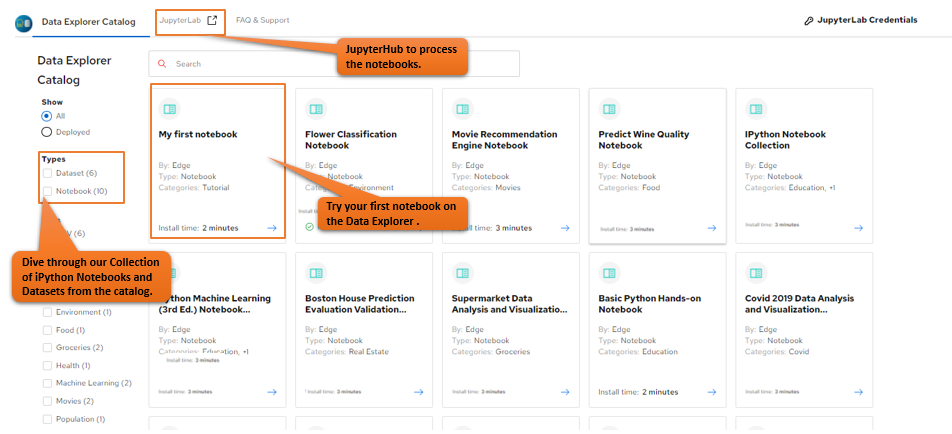 Data Explorer Catalog
JupyterLab
FAQ & Support
JupyterLab Credentials
JupyterHub to process
the notebooks.
Data Explorer
Catalog
Search
Show
All
Deployed
Types
Dataset (6)
Notebook (10)
(6)
Dive through our Collection
of iPython Notebooks and
Datasets from the catalog.
Environment (1)
Food (1)
Groceries (2)
Health (1)
Machine Learning (2)
Movies (2)
Population (1)
My first notebook
By: Edge
Type: Notebook
Categories: Tutorial
Install time: 2 minutes
Try your first notebook on
the Data Explorer .
Flower Classification
Notebook
By: Edge
Notebook
Environment
Install
Movie Recommendation
Engine Notebook
By: Edge
Type: Notebook
Categories: Movies
Install time: 3 minutes
Predict Wine Quality
Notebook
By: Edge
Type: Notebook
Categories: Food
Install time: 3 minutes
IPython Notebook
Collection
By: Edge
Type: Notebook
Categories: Education, +1
Install time: 3 minutes
ython Machine Learning
(3rd Ed.) Notebook...
By: Edge
Type: Notebook
Categories: Education, +1
Install time: 3 minutes
Install time: 3 minutes
Boston House Prediction
Evaluation Validation...
By: Edge
Type: Notebook
Categories: Real Estate
Install time: 3 minutes
Supermarket Data
Analysis and Visualizatio...
By: Edge
Type: Notebook
Categories: Groceries
Install time: 3 minutes
Basic Python Hands-on
Notebook
By: Edge
Type: Notebook
Categories: Education
Install time: 2 minutes
Covid 2019 Data Analysis
and Visualization...
By: Edge
Type: Notebook
Categories: Covid
Install time: 3 minutes